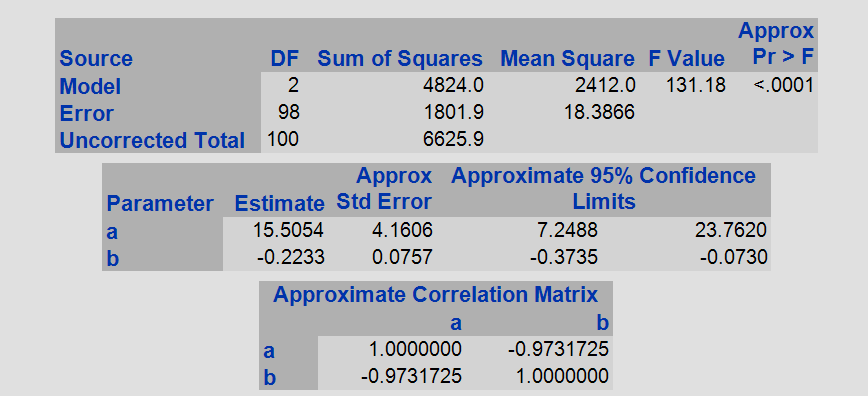 Approx
Source DF Sum of Squares Mean Square F Value Pr > F
Model 2 4824.0 2412.0 131.18 <.0001
Error 98 1801.9 18.3866
Uncorrected Total 100 6625.9
Approx Approximate 95% Confidence
Parameter Estimate Std Error Limits
a 15.5054 4.1606 7.2488 23.7620
b -0.2233 0.0757 -0.3735 -0.0730
Approximate Correlation Matrix
a b
a 1.0000000 -0.9731725
b -0.9731725 1.0000000